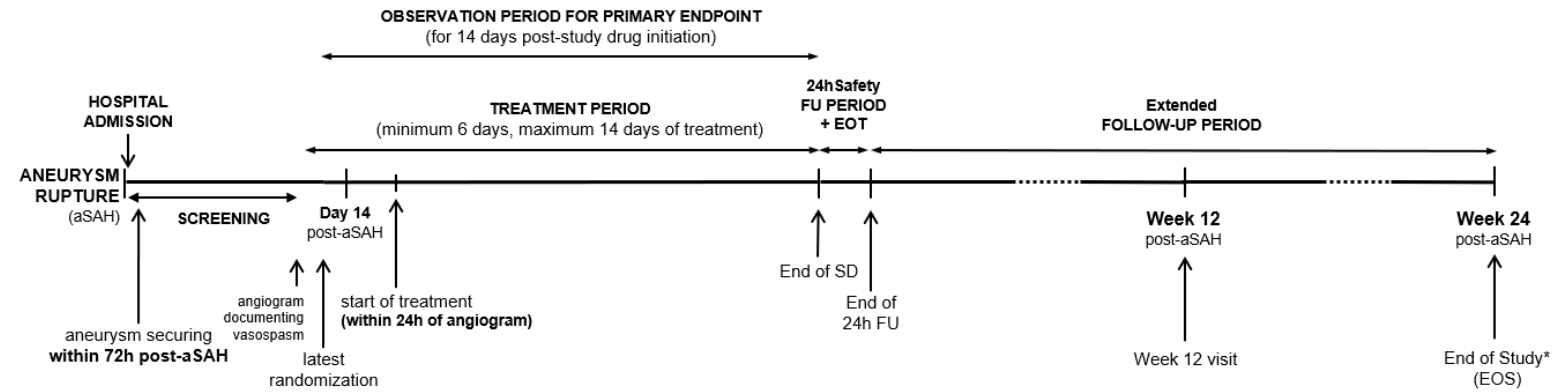 OBSERVATION PERIOD FOR PRIMARY ENDPOINT
(for 14 days post-study drug initiation)
HOSPITAL
ADMISSION
TREATMENT PERIOD
(minimum 6 days, maximum 14 days of treatment)
24hSafety
FU PERIOD
+ EOT
Extended
FOLLOW-UP PERIOD
ANEURYSM
RUPTURE
(aSAH)
SCREENING
Day 14
post-aSAH
Week 12
post-aSAH
Week 24
post-aSAH
aneurysm securing
within 72h post-aSAH
angiogram
documenting
vasospasm
latest
randomization
start of treatment
(within 24h of angiogram)
End of SD
End of
24h FU
Week 12 visit
End of Study*
(EOS)